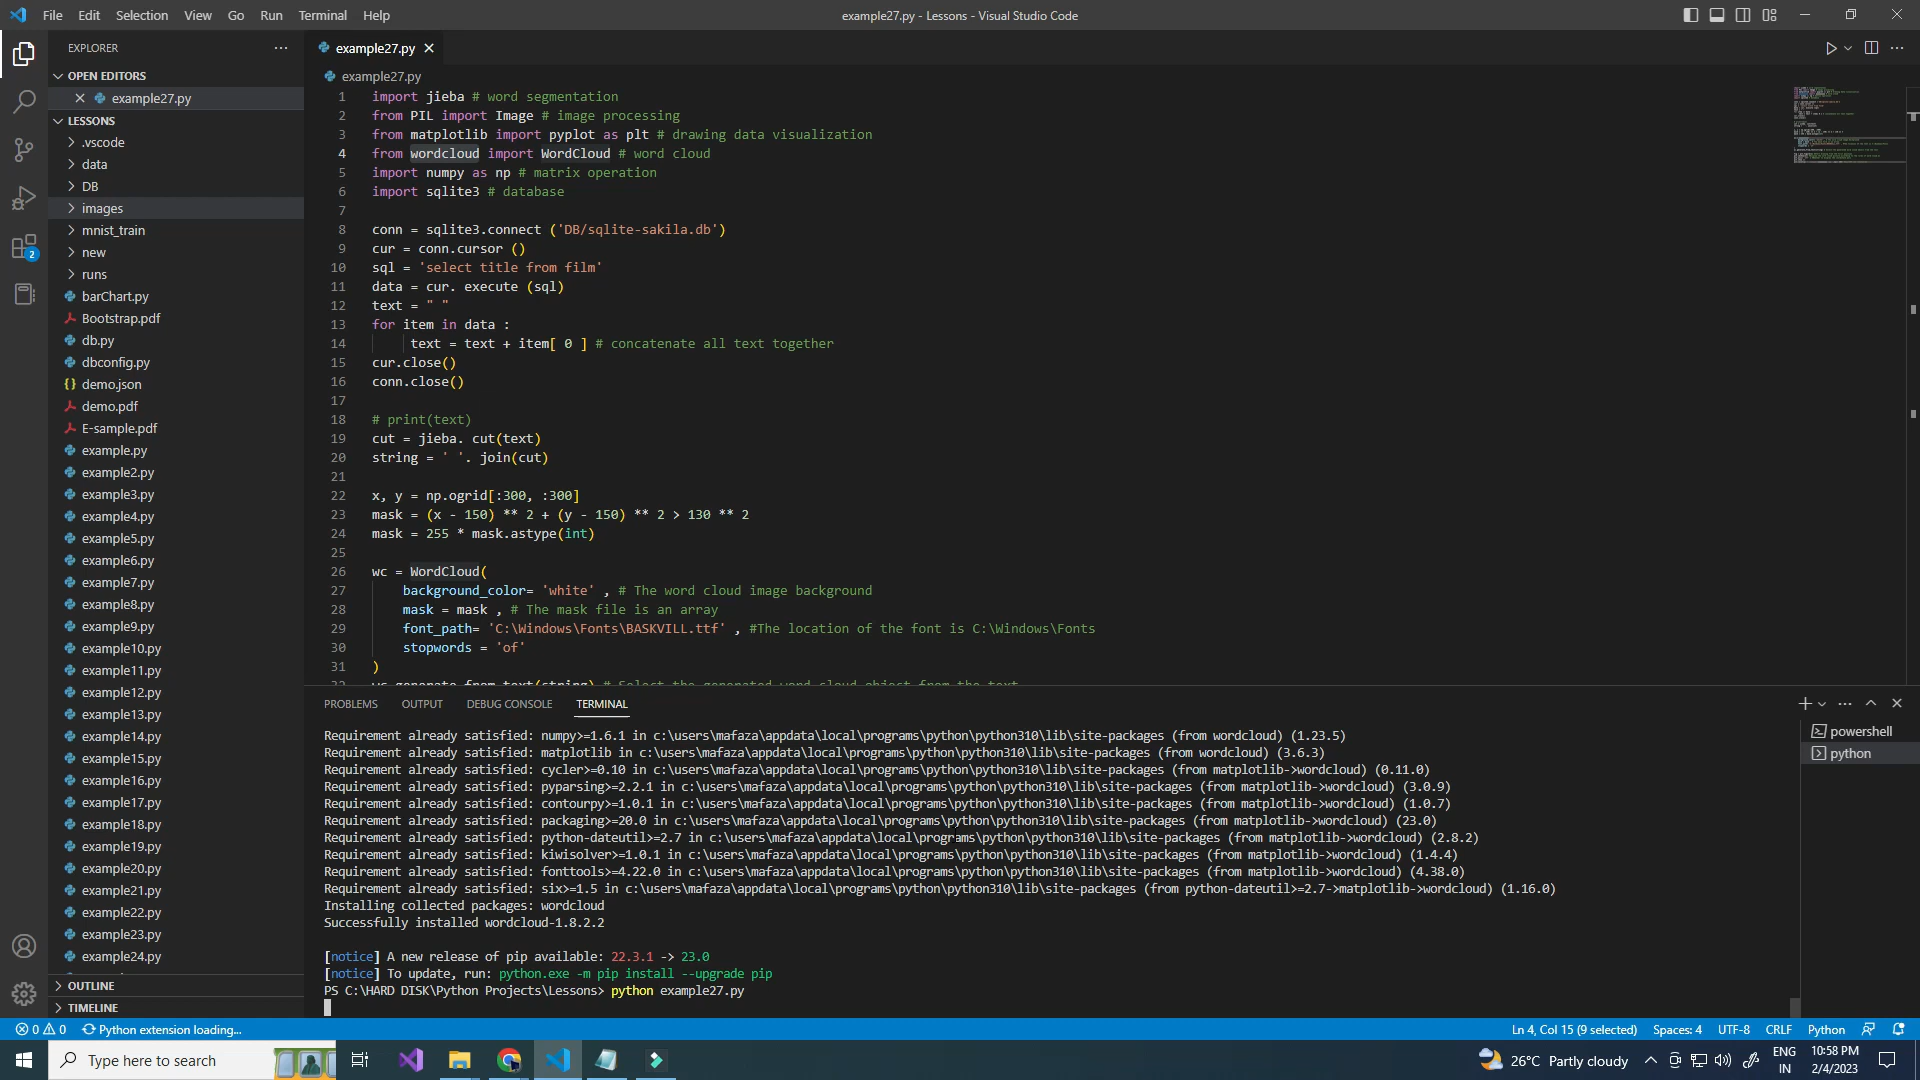 File Edit Selection View Go Run Terminal Help
example27.py - Lessons - Visual Studio Code
EXPLORER
OPEN EDITORS
example27.py
LESSONS
.vscode
data
DB
images
mnist_train
new
runs
barChart.py
Bootstrap.pdf
db.py
dbconfig.py
demo.json
demo.pdf
E-sample.pdf
example.py
example2.py
example3.py
example4.py
example5.py
example6.py
example7.py
example8.py
example9.py
example10.py
example11.py
example12.py
example13.py
example14.py
example15.py
example16.py
example17.py
example18.py
example19.py
example20.py
example21.py
example22.py
example23.py
example24.py
OUTLINE
TIMELINE
2
example27.py
example27.py
1 import jieba # word segmentation
2 from PIL import Image # image processing
3 from matplotlib import pyplot as plt # drawing data visualization
4 from wordcloud import WordCloud # word cloud
5 import numpy as np # matrix operation
6 import sqlite3 # database
7
8 conn = sqlite3.connect ('DB/sqlite-sakila.db')
9 cur = conn.cursor ()
10 sql = 'select title from film'
11 data = cur. execute (sql)
12 text = " "
13 for item in data :
14 text = text + item[ 0 ] # concatenate all text together
15 cur.close()
16 conn.close()
17
18 # print(text)
19 cut = jieba. cut(text)
20 string = ' '. join(cut)
21
22 x, y = np.ogrid[:300, :300]
23 mask = (x - 150) ** 2 + (y - 150) ** 2 > 130 ** 2
24 mask = 255 * mask.astype(int)
25
26 wc = WordCloud(
27 background_color= 'white' , # The word cloud image background
28 mask = mask , # The mask file is an array
29 font_path= 'C:\Windows\Fonts\BASKVILL.ttf' , #The location of the font is C:\Windows\Fonts
30 stopwords = 'of'
31 )
32 wc.generate_from_text(string) # Select the generated word cloud object from the text
PROBLEMS OUTPUT DEBUG CONSOLE TERMINAL
powershell
python
Requirement already satisfied: numpy>=1.6.1 in c:\users\mafaza\appdata\local\programs\python\python310\lib\site-packages (from wordcloud) (1.23.5)
Requirement already satisfied: matplotlib in c:\users\mafaza\appdata\local\programs\python\python310\lib\site-packages (from wordcloud) (3.6.3)
Requirement already satisfied: cycler>=0.10 in c:\users\mafaza\appdata\local\programs\python\python310\lib\site-packages (from matplotlib->wordcloud) (0.11.0)
Requirement already satisfied: pyparsing>=2.2.1 in c:\users\mafaza\appdata\local\programs\python\python310\lib\site-packages (from matplotlib->wordcloud) (3.0.9)
Requirement already satisfied: contourpy>=1.0.1 in c:\users\mafaza\appdata\local\programs\python\python310\lib\site-packages (from matplotlib->wordcloud) (1.0.7)
Requirement already satisfied: packaging>=20.0 in c:\users\mafaza\appdata\local\programs\python\python310\lib\site-packages (from matplotlib->wordcloud) (23.0)
Requirement already satisfied: python-dateutil>=2.7 in c:\users\mafaza\appdata\local\programs\python\python310\lib\site-packages (from matplotlib->wordcloud) (2.8.2)
Requirement already satisfied: kiwisolver>=1.0.1 in c:\users\mafaza\appdata\local\programs\python\python310\lib\site-packages (from matplotlib->wordcloud) (1.4.4)
Requirement already satisfied: fonttools>=4.22.0 in c:\users\mafaza\appdata\local\programs\python\python310\lib\site-packages (from matplotlib->wordcloud) (4.38.0)
Requirement already satisfied: six>=1.5 in c:\users\mafaza\appdata\local\programs\python\python310\lib\site-packages (from python-dateutil>=2.7->matplotlib->wordcloud) (1.16.0)
Installing collected packages: wordcloud
Successfully installed wordcloud-1.8.2.2
[notice] A new release of pip available: 22.3.1 -> 23.0
[notice] To update, run: python.exe -m pip install --upgrade pip
PS C:\HARD DISK\Python Projects\Lessons> python example27.py
0 0 Python extension loading...
Ln 4, Col 15 (9 selected) Spaces: 4 UTF-8 CRLF Python
Type here to search
26°C Partly cloudy
ENG IN
10:58 PM
2/4/2023